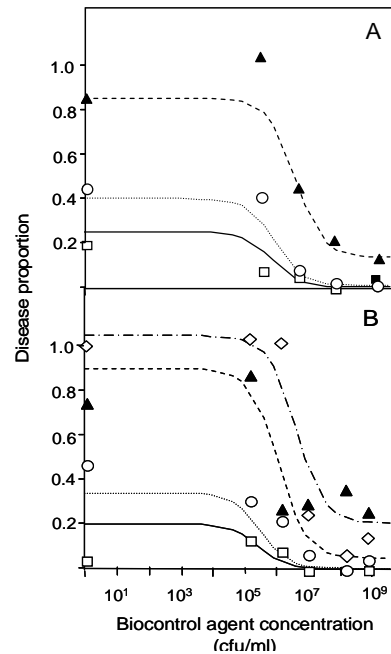 A
1.0
0.8
0.6
0.4
0.2
Disease proportion
B
1.0
0.8
0.6
0.4
0.2
10¹ 10³ 10⁵ 10⁷ 10⁹
Biocontrol agent concentration
(cfu/ml)